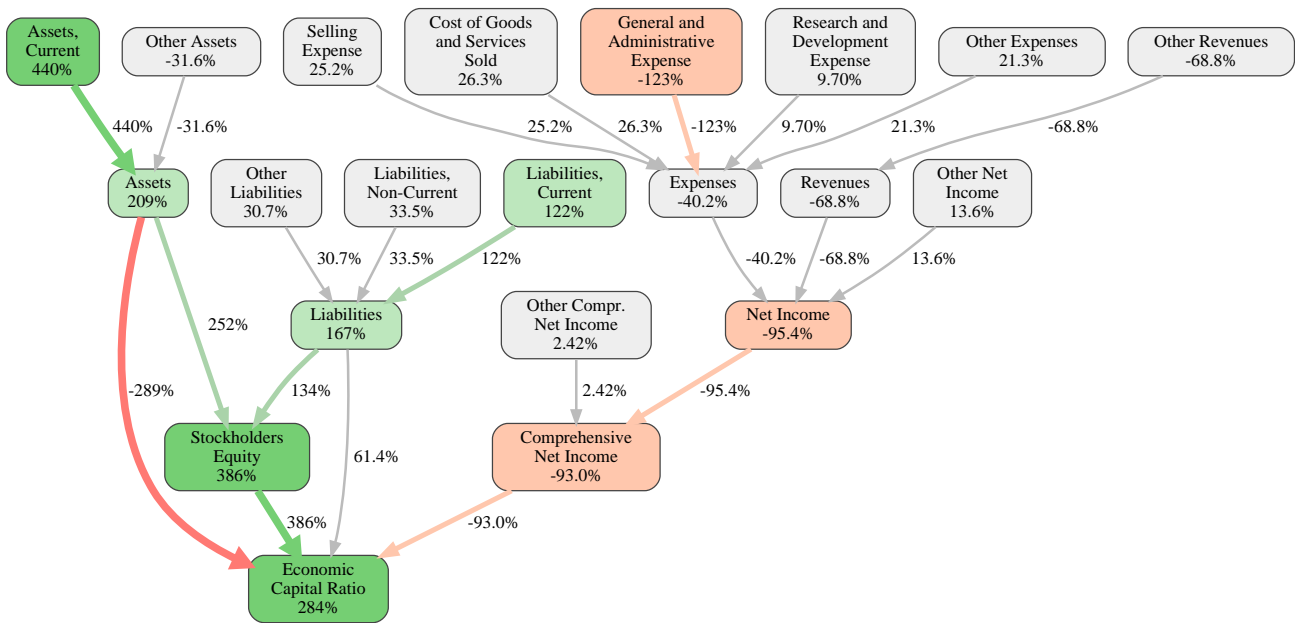 Assets,
Current
440%
Other Assets
-31.6%
Selling
Expense
25.2%
Cost of Goods
and Services
Sold
26.3%
General and
Administrative
Expense
-123%
Research and
Development
Expense
9.70%
Other Expenses
21.3%
Other Revenues
-68.8%
440%
-31.6%
25.2%
26.3%
-123%
9.70%
21.3%
-68.8%
Assets
209%
Other
Liabilities
30.7%
Liabilities,
Non-Current
33.5%
Liabilities,
Current
122%
Expenses
-40.2%
Revenues
-68.8%
Other Net
Income
13.6%
30.7%
33.5%
122%
-40.2%
-68.8%
13.6%
252%
Liabilities
167%
Other Compr.
Net Income
2.42%
Net Income
-95.4%
-289%
134%
2.42%
-95.4%
Stockholders
Equity
386%
61.4%
Comprehensive
Net Income
-93.0%
386%
-93.0%
Economic
Capital Ratio
284%